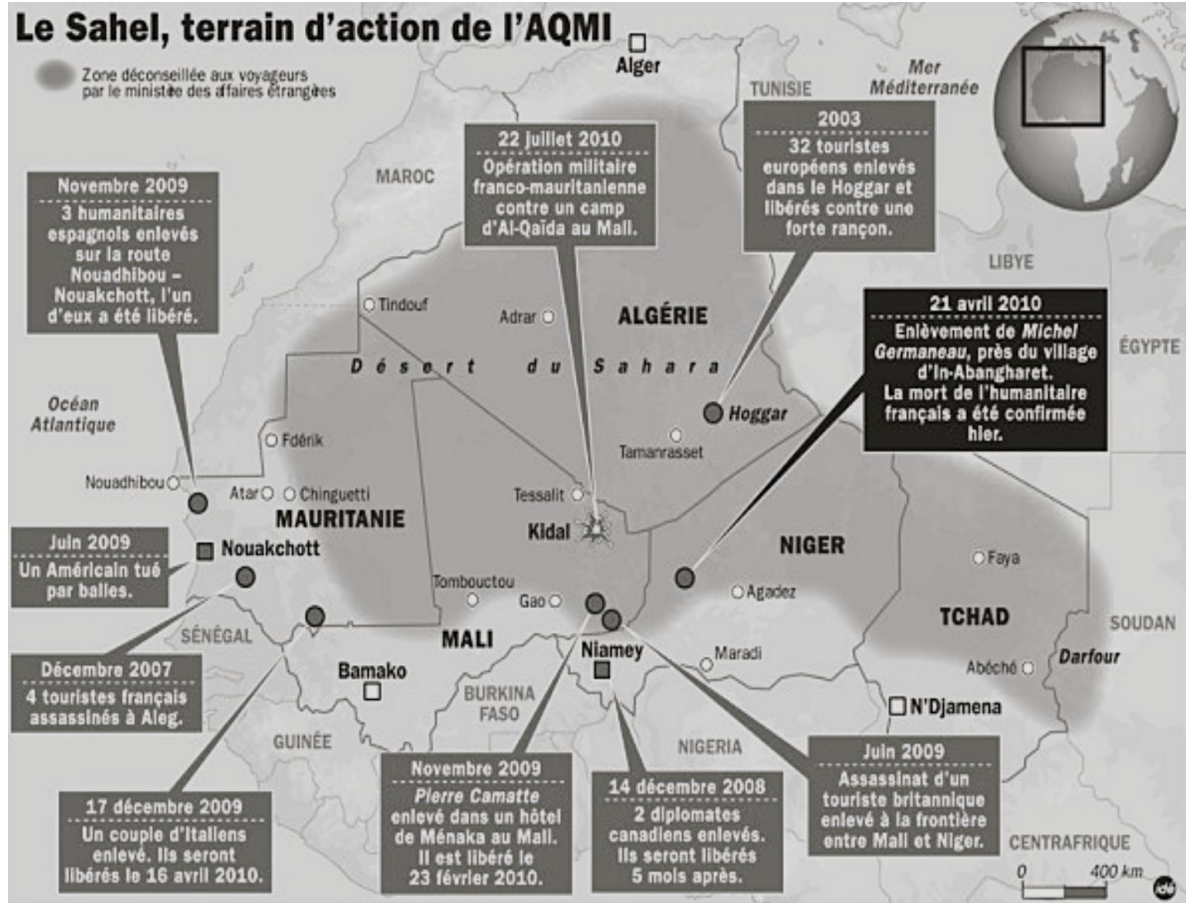 Le Sahel, terrain d'action de l'AQMI
Zone déconseillée aux voyageurs
par le ministèe des affaires étrangèes
Alger
Mer
Méditerranée
TUNISIE
MAROC
LIBYE
ÉGYPTE
22 juillet 2010
Opération militaire
franco-mauritanienne
contre un camp
d'Al-Qaïda au Mall.
2003
32 touristes
européens enlevés
dans le Hoggar et
libérés contre une
forte rançon.
Novembre 2009
3 humanitaires
espagnols enlevés
sur la route
Nouadhibou –
Nouakchott, l'un
d'eux a été libéré.
21 avril 2010
Enlèvement de Michel
Germaneau, près du village
d'In-Abangharet.
La mort de l'humanitaire
français a été confirmée
hier.
Tindouf
Adrar
ALGÉRIE
Désert du Sahara
Océan
Atlantique
Hoggar
Tamanrasset
Fdérik
Nouadhibou
Atar
Chinguetti
MAURITANIE
Tessalit
Kidal
NIGER
Faya
Juin 2009
Un Américain tué
par balles.
Nouakchott
Tombouctou
Gao
Agadez
TCHAD
SOUDAN
SÉNÉGAL
MALI
Niamey
Maradi
Abéché
Darfour
Décembre 2007
4 touristes français
assassinés à Aleg.
Bamako
BURKINA
FASO
N'Djamena
GUINÉE
NIGERIA
17 décembre 2009
Un couple d'Italiens
enlevé. Ils seront
libérés le 16 avril 2010.
Novembre 2009
Pierre Camatte
enlevé dans un hôtel
de Ménaka au Mall.
Il est libéré le
23 février 2010.
14 décembre 2008
2 diplomates
canadiens enlevés.
Ils seront libérés
5 mois après.
Juin 2009
Assassinat d'un
touriste britannique
enlevé à la frontière
entre Mali et Niger.
CENTRAFRIQUE
0 400 km
idé